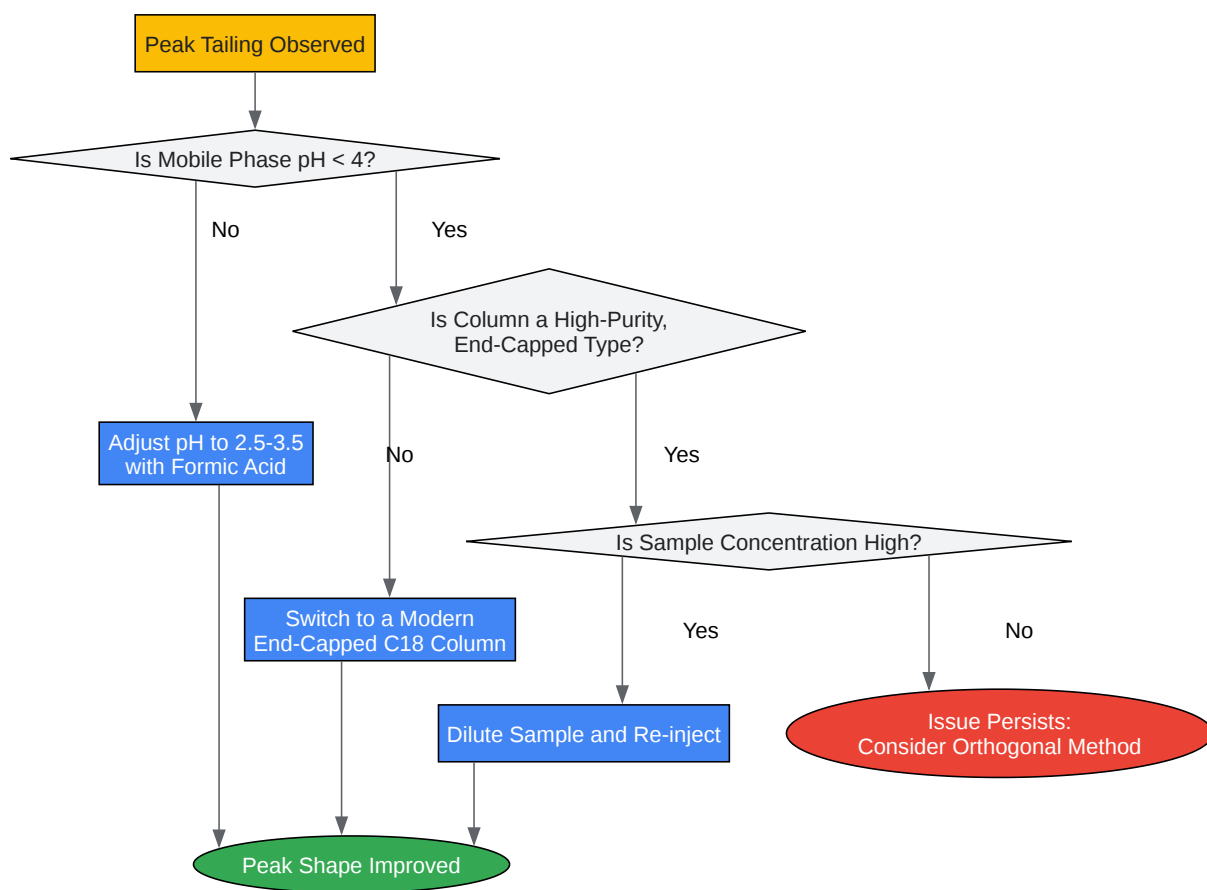 Peak Tailing Observed
Is Mobile Phase pH < 4?
No
Yes
Is Column a High-Purity,
End-Capped Type?
Adjust pH to 2.5-3.5
with Formic Acid
No
Yes
Is Sample Concentration High?
Switch to a Modern
End-Capped C18 Column
Yes
No
Dilute Sample and Re-inject
Issue Persists:
Consider Orthogonal Method
Peak Shape Improved